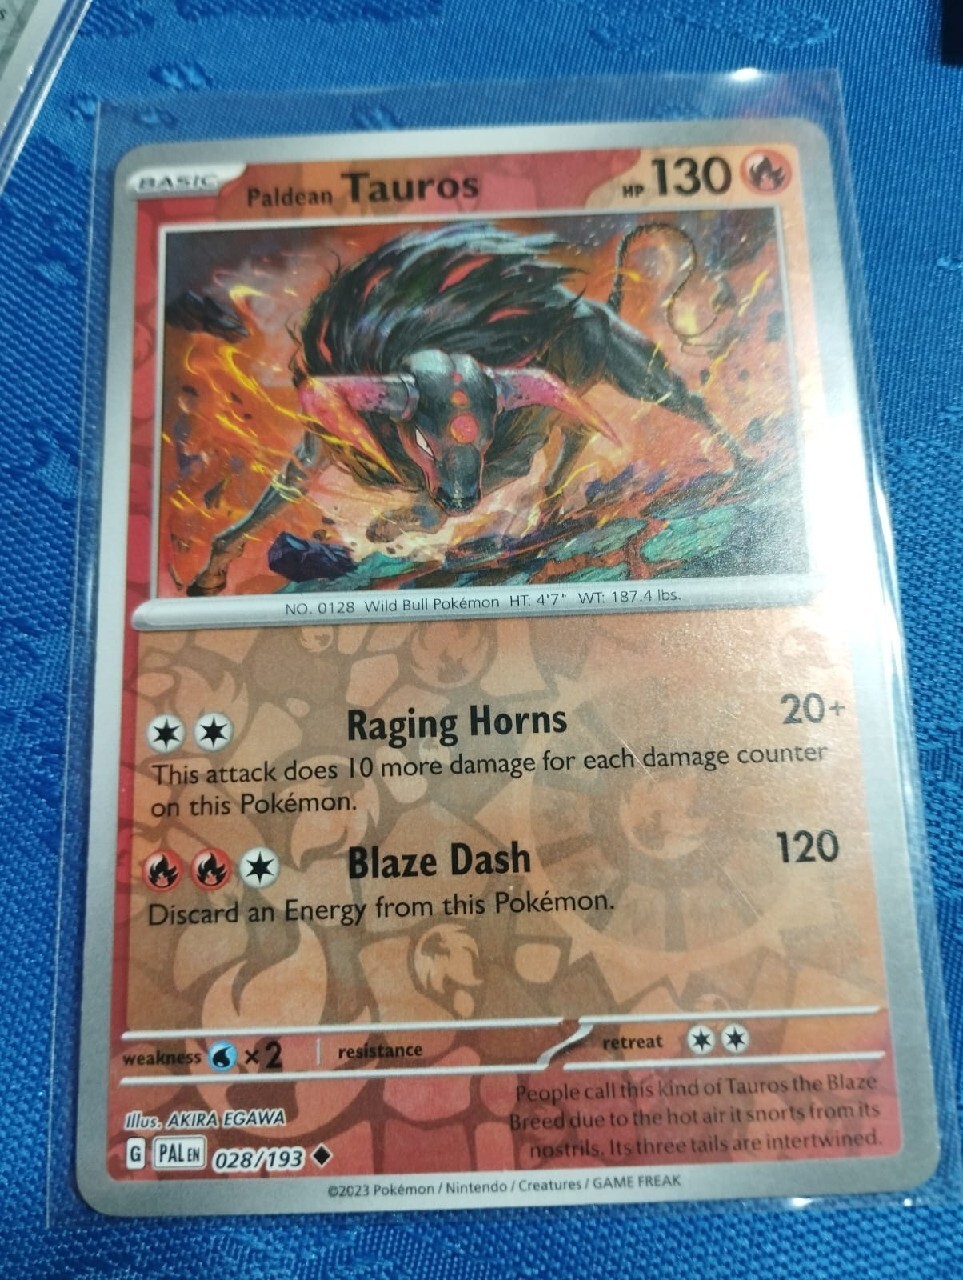 BASIC
Paldean Tauros HP 130
NO. 0128 Wild Bull Pokémon HT: 4'7" WT: 187.4 lbs.
Raging Horns 20+
This attack does 10 more damage for each damage counter
on this Pokémon.
Blaze Dash 120
Discard an Energy from this Pokémon.
weakness ×2 resistance retreat
People call this kind of Tauros the Blaze
Breed due to the hot air it snorts from its
nostrils. Its three tails are intertwined.
Illus. AKIRA EGAWA
G PAL EN 028/193
©2023 Pokémon / Nintendo / Creatures / GAME FREAK